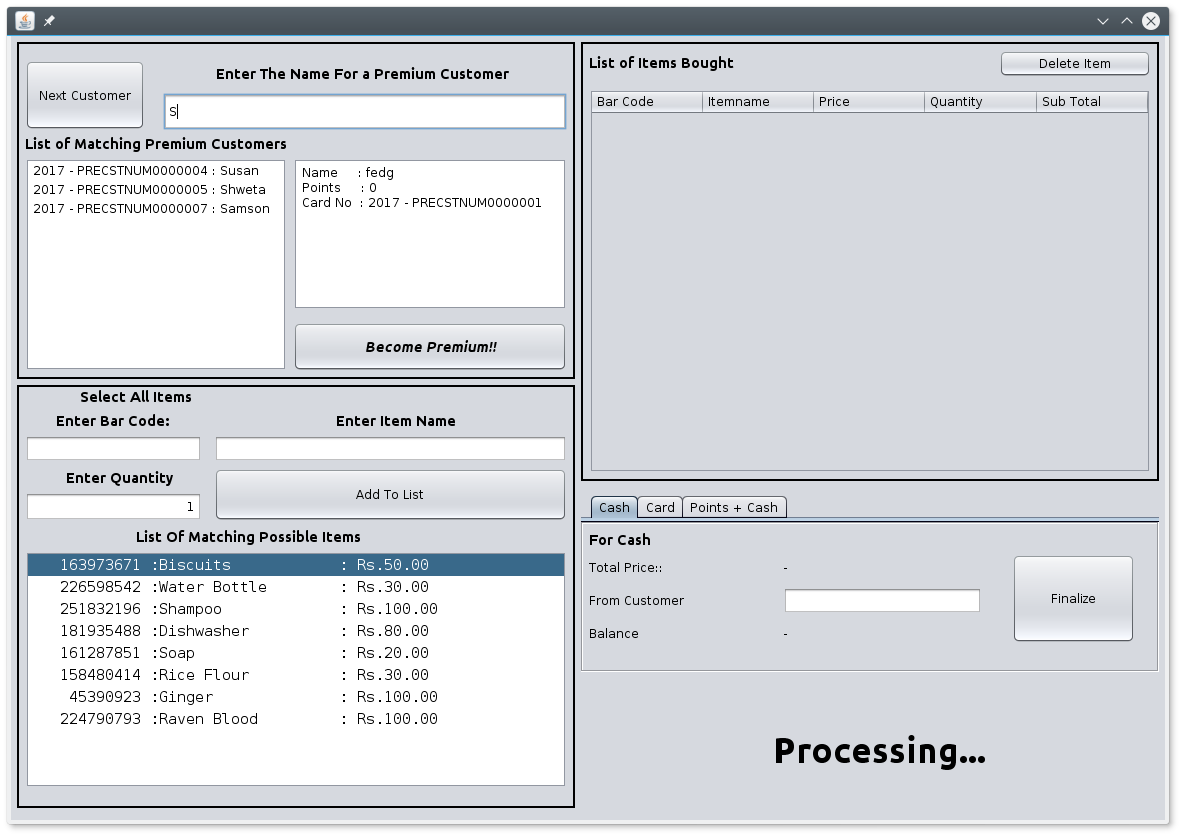 Next Customer
Enter The Name For a Premium Customer
S
List of Matching Premium Customers
2017 - PRECSTNUM0000004 : Susan
2017 - PRECSTNUM0000005 : Shweta
2017 - PRECSTNUM0000007 : Samson
Name : fedg
Points : 0
Card No : 2017 - PRECSTNUM0000001
Become Premium!!
Select All Items
Enter Bar Code:
Enter Item Name
Enter Quantity
1
Add To List
List Of Matching Possible Items
163973671 :Biscuits : Rs.50.00
226598542 :Water Bottle : Rs.30.00
251832196 :Shampoo : Rs.100.00
181935488 :Dishwasher : Rs.80.00
161287851 :Soap : Rs.20.00
158480414 :Rice Flour : Rs.30.00
45390923 :Ginger : Rs.100.00
224790793 :Raven Blood : Rs.100.00
List of Items Bought
Delete Item
Bar Code Itemname Price Quantity Sub Total
Cash Card Points + Cash
For Cash
Total Price:: -
From Customer
Balance -
Finalize
Processing...